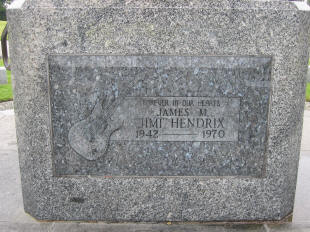 FOREVER IN OUR HEARTS
JAMES M.
"JIMI" HENDRIX
1942 — 1970